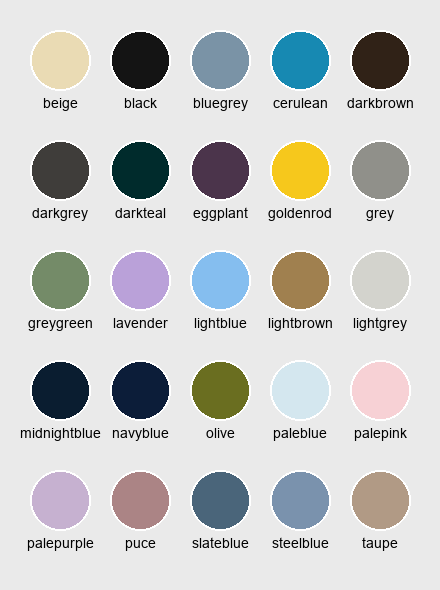 beige black bluegrey cerulean darkbrown
darkgrey darkteal eggplant goldenrod grey
greygreen lavender lightblue lightbrown lightgrey
midnightblue navyblue olive paleblue palepink
palepurple puce slateblue steelblue taupe